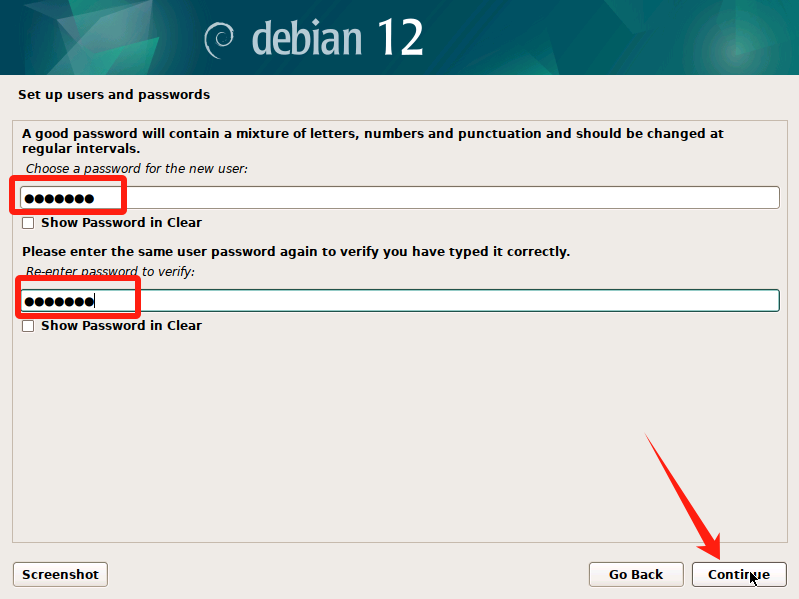 debian 12
Set up users and passwords
A good password will contain a mixture of letters, numbers and punctuation and should be changed at
regular intervals.
Choose a password for the new user:
●●●●●●●
Show Password in Clear
Please enter the same user password again to verify you have typed it correctly.
Re-enter password to verify:
●●●●●●●
Show Password in Clear
Screenshot
Go Back
Continue